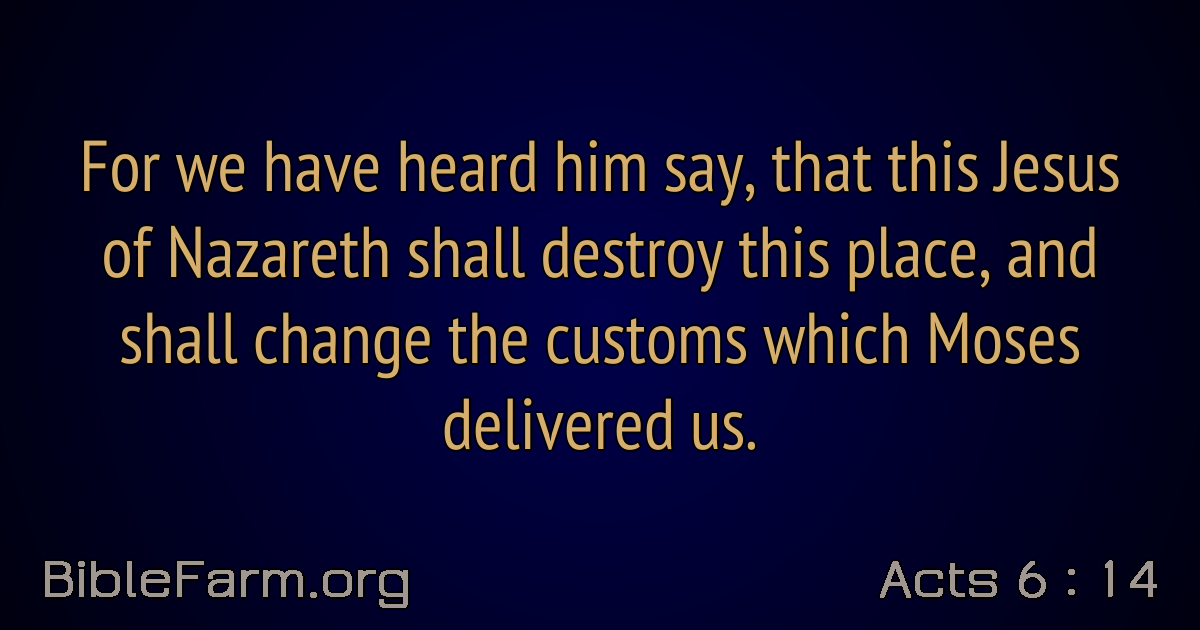 For we have heard him say, that this Jesus
of Nazareth shall destroy this place, and
shall change the customs which Moses
delivered us.
BibleFarm.org
Acts 6 : 14